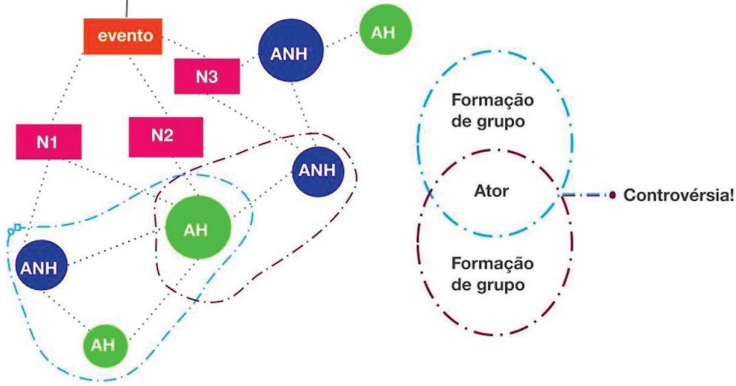 evento
AH
ANH
N3
N1
N2
ANH
AH
ANH
AH
Formação
de grupo
Ator
Controvérsia!
Formação
de grupo